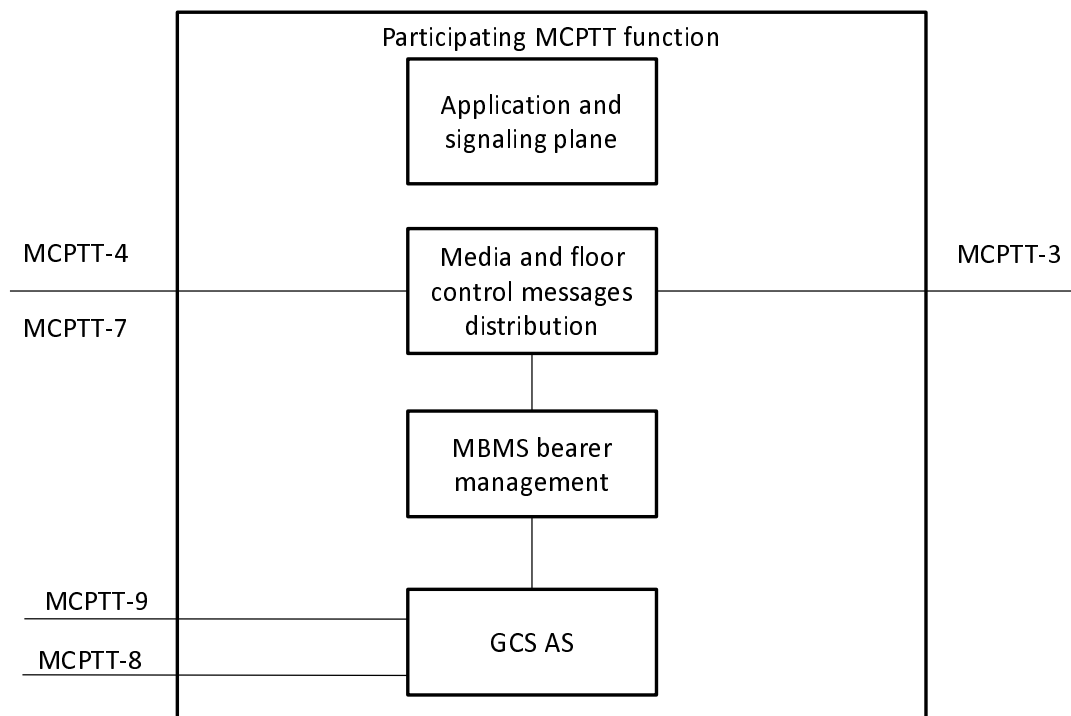 Participating MCPTT function
Application and
signaling plane
MCPTT-4
Media and floor
control messages
distribution
MCPTT-3
MCPTT-7
MBMS bearer
management
MCPTT-9
GCS AS
MCPTT-8